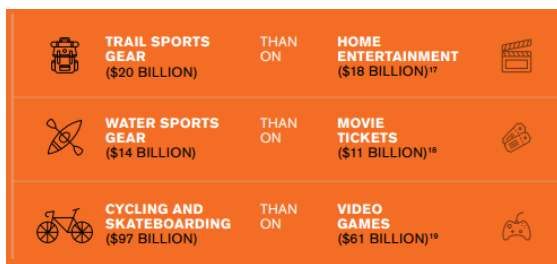 TRAIL SPORTS
GEAR
($20 BILLION)
THAN
ON
HOME
ENTERTAINMENT
($18 BILLION)¹⁷
WATER SPORTS
GEAR
($14 BILLION)
THAN
ON
MOVIE
TICKETS
($11 BILLION)¹⁸
CYCLING AND
SKATEBOARDING
($97 BILLION)
THAN
ON
VIDEO
GAMES
($61 BILLION)¹⁹